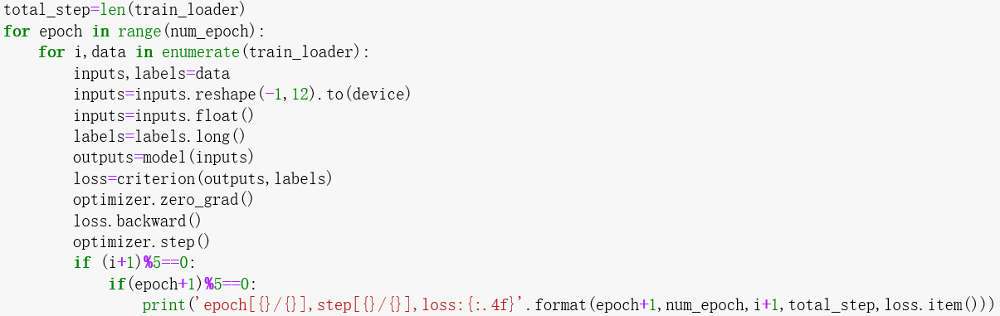 total_step=len(train_loader)
for epoch in range(num_epoch):
    for i,data in enumerate(train_loader):
        inputs,labels=data
        inputs=inputs.reshape(-1,12).to(device)
        inputs=inputs.float()
        labels=labels.long()
        outputs=model(inputs)
        loss=criterion(outputs,labels)
        optimizer.zero_grad()
        loss.backward()
        optimizer.step()
        if (i+1)%5==0:
            if(epoch+1)%5==0:
                print('epoch[{}/{}],step[{}/{}],loss:{:.4f}'.format(epoch+1,num_epoch,i+1,total_step,loss.item()))